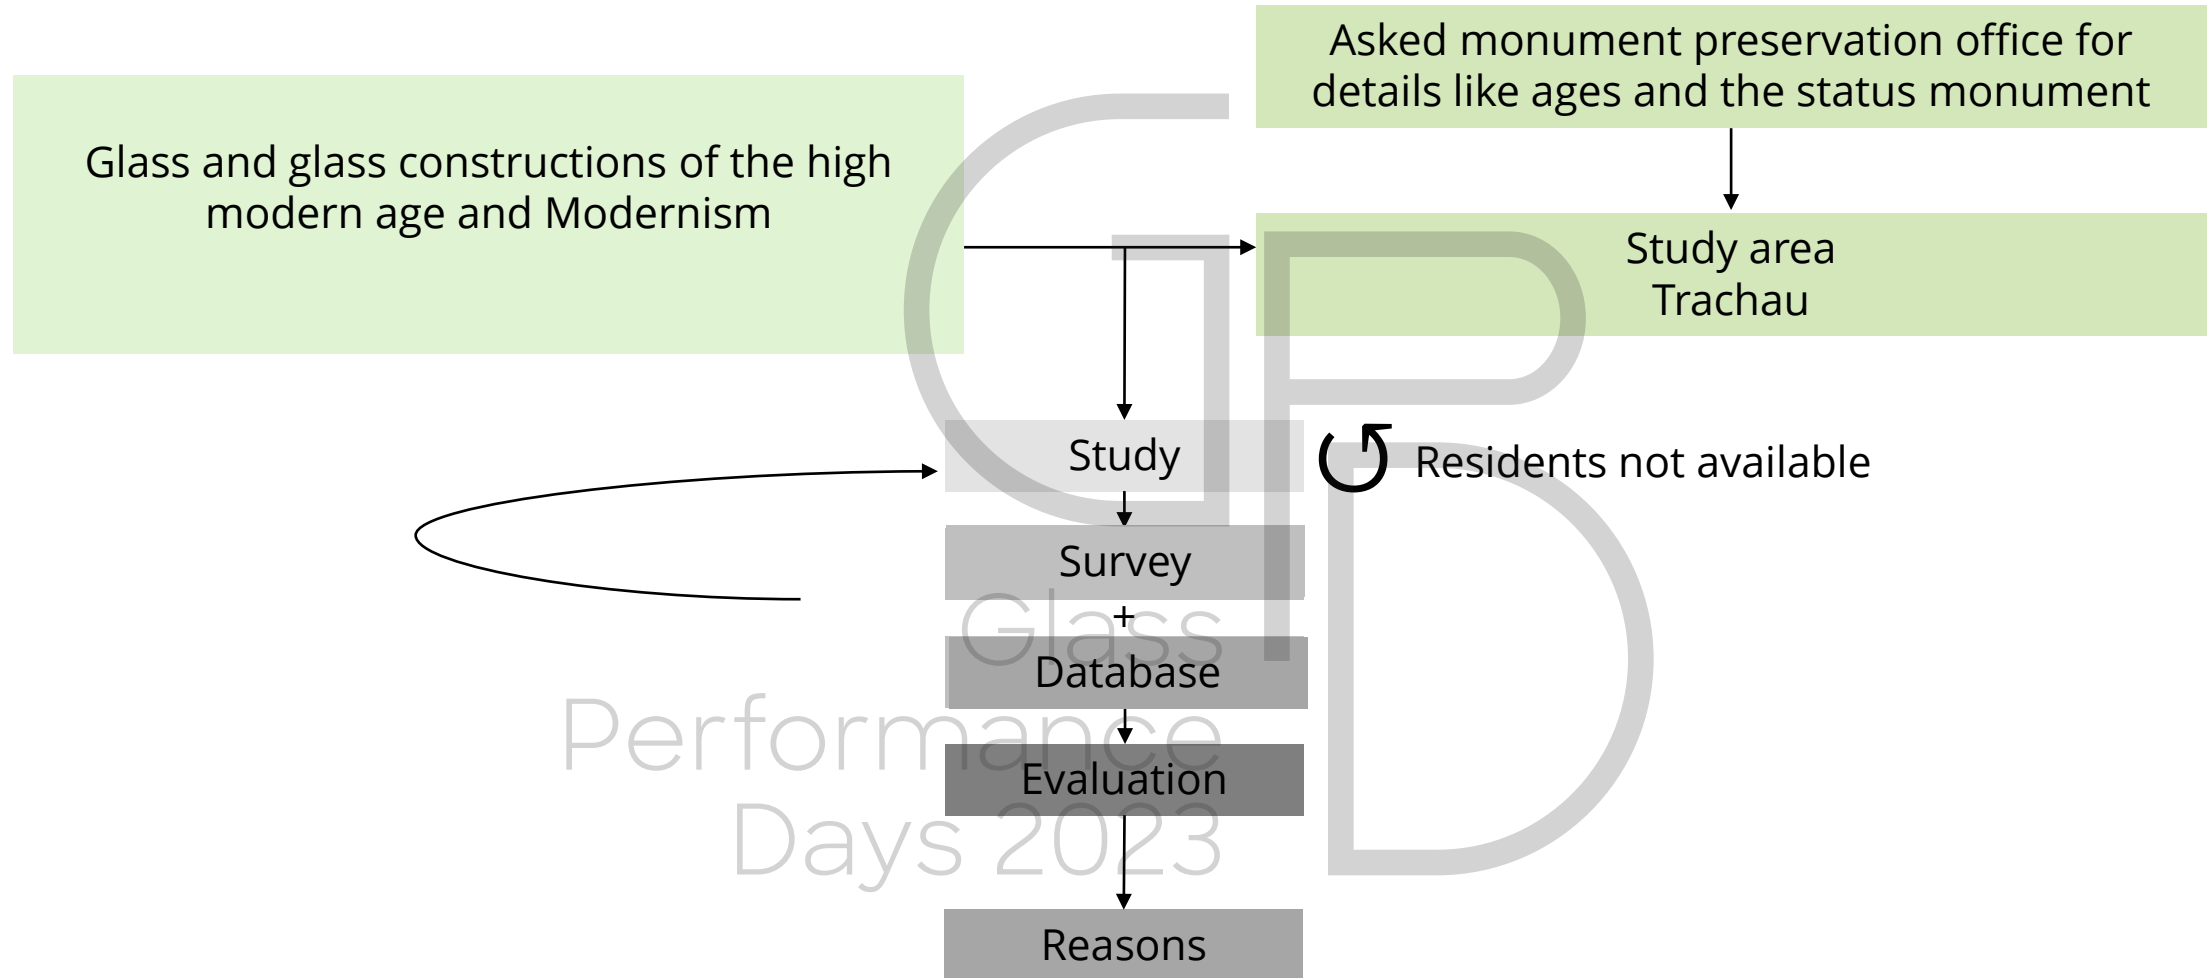 Asked monument preservation office for
details like ages and the status monument
Glass and glass constructions of the high
modern age and Modernism
Study area
Trachau
Study
Residents not available
Survey
+
Glass
Database
Performance
Evaluation
Days 2023
Reasons